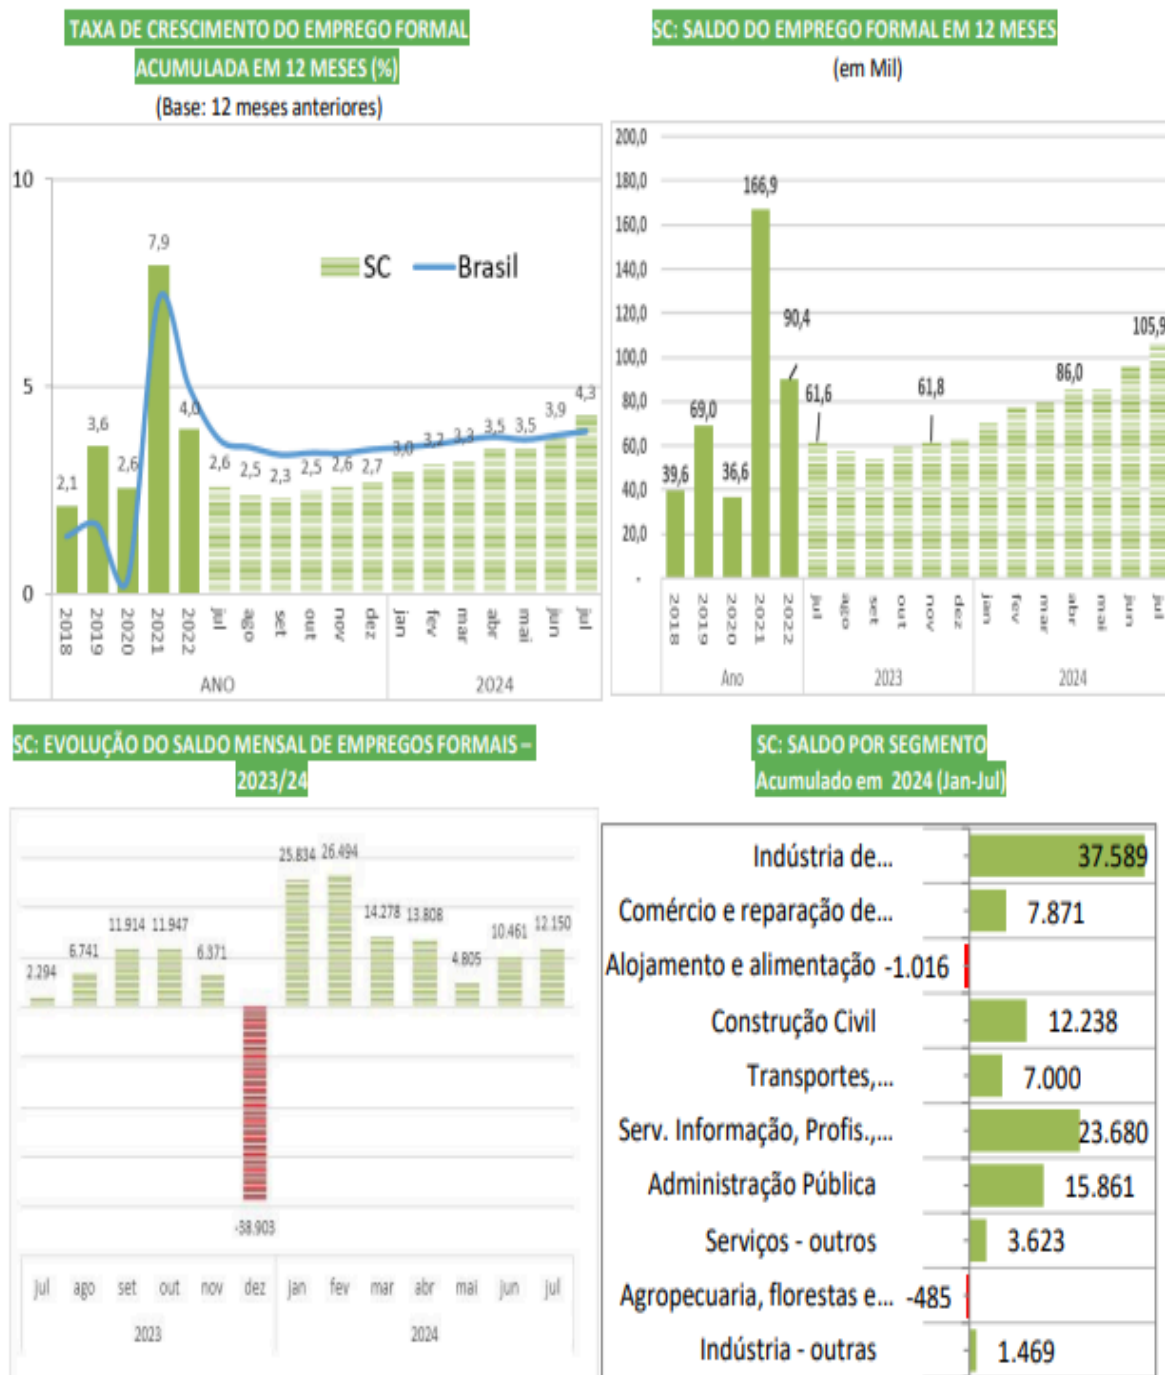 TAXA DE CRESCIMENTO DO EMPREGO FORMAL
ACUMULADA EM 12 MESES (%)
(Base: 12 meses anteriores)
10
5
0
7,9
SC
Brasil
2,1
3,6
2,6
4,0
2,6
2,5
2,3
2,5
2,6
2,7
3,0
3,2
3,3
3,5
3,5
3,9
4,3
2018
2019
2020
2021
2022
jul
ago
set
out
nov
dez
jan
fev
mar
abr
mai
jun
jul
ANO
2024
SC: SALDO DO EMPREGO FORMAL EM 12 MESES
(em Mil)
200,0
180,0
160,0
140,0
120,0
100,0
80,0
60,0
40,0
20,0
-
39,6
69,0
36,6
166,9
90,4
61,6
61,8
86,0
105,9
2018
2019
2020
2021
2022
jul
ago
set
out
nov
dez
jan
fev
mar
abr
mai
jun
jul
Ano
2023
2024
SC: EVOLUÇÃO DO SALDO MENSAL DE EMPREGOS FORMAIS –
2023/24
2.294
6.741
11.914
11.947
6.371
-38.903
25.834
26.494
14.278
13.808
4.805
10.461
12.150
jul
ago
set
out
nov
dez
jan
fev
mar
abr
mai
jun
jul
2023
2024
SC: SALDO POR SEGMENTO
Acumulado em 2024 (Jan-Jul)
Indústria de... 37.589
Comércio e reparação de... 7.871
Alojamento e alimentação -1.016
Construção Civil 12.238
Transportes,... 7.000
Serv. Informação, Profis.,... 23.680
Administração Pública 15.861
Serviços - outros 3.623
Agropecuaria, florestas e... -485
Indústria - outras 1.469